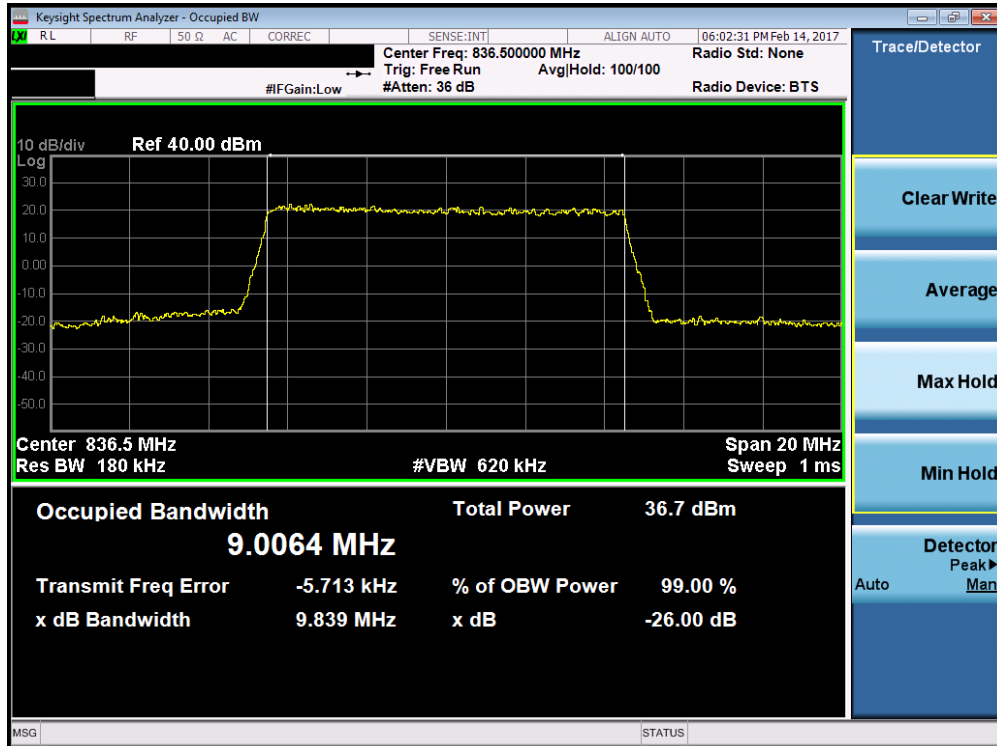 Keysight Spectrum Analyzer - Occupied BW
LXI RL RF 50 Ω AC CORREC SENSE:INT ALIGN AUTO 06:02:31 PM Feb 14, 2017
Center Freq: 836.500000 MHz Radio Std: None
Trig: Free Run Avg|Hold: 100/100
#IFGain:Low #Atten: 36 dB Radio Device: BTS
10 dB/div Ref 40.00 dBm
Log
30.0
20.0
10.0
0.00
-10.0
-20.0
-30.0
-40.0
-50.0
Center 836.5 MHz Span 20 MHz
Res BW 180 kHz #VBW 620 kHz Sweep 1 ms
Occupied Bandwidth Total Power 36.7 dBm
9.0064 MHz
Transmit Freq Error -5.713 kHz % of OBW Power 99.00 %
x dB Bandwidth 9.839 MHz x dB -26.00 dB
MSG STATUS
Trace/Detector
Clear Write
Average
Max Hold
Min Hold
Detector
Peak▶
Auto Man